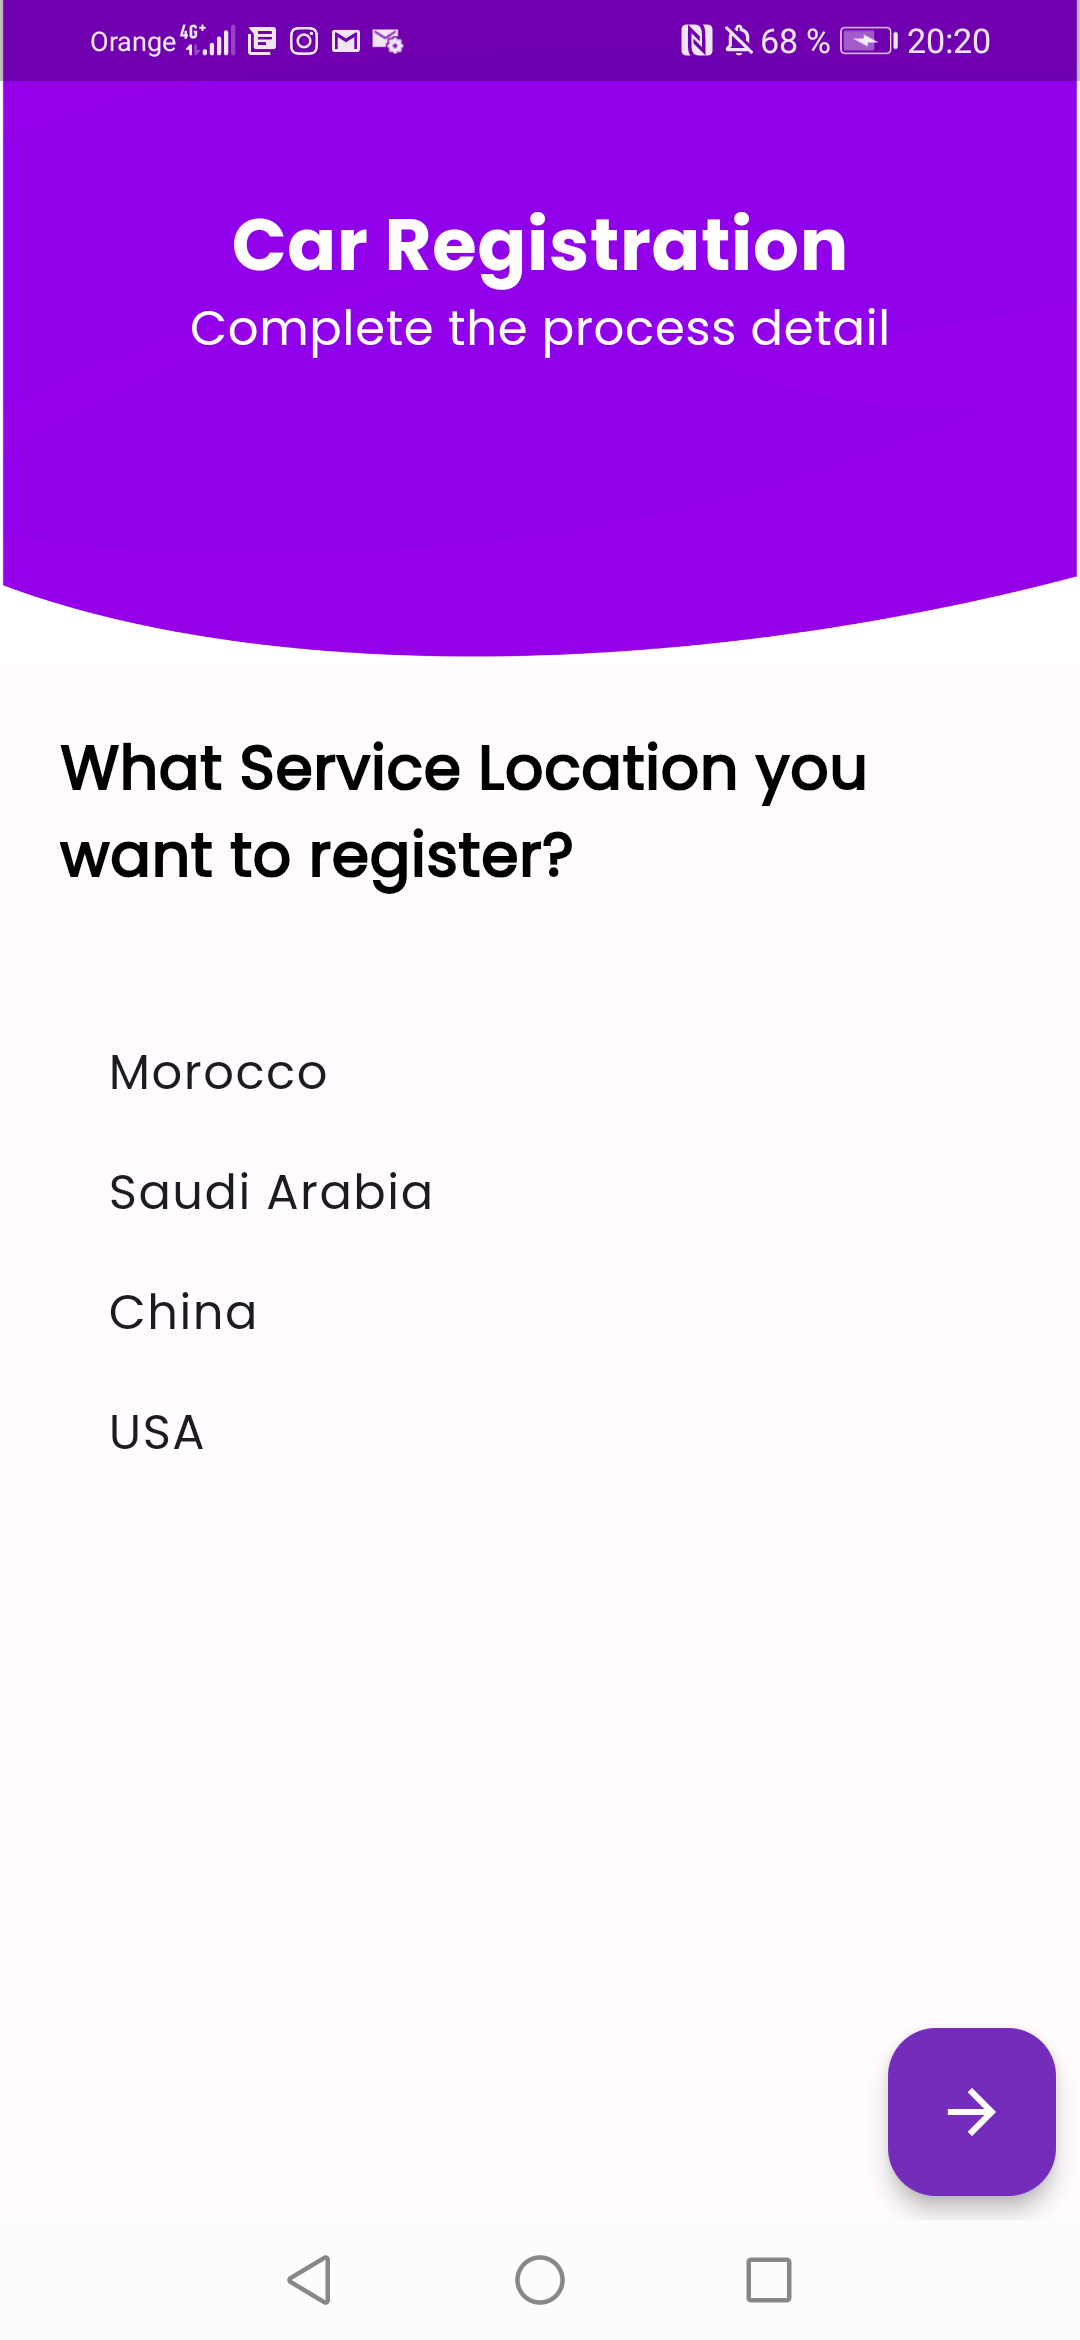 Orange 4G+ 68 % 20:20
Car Registration
Complete the process detail
What Service Location you
want to register?
Morocco
Saudi Arabia
China
USA